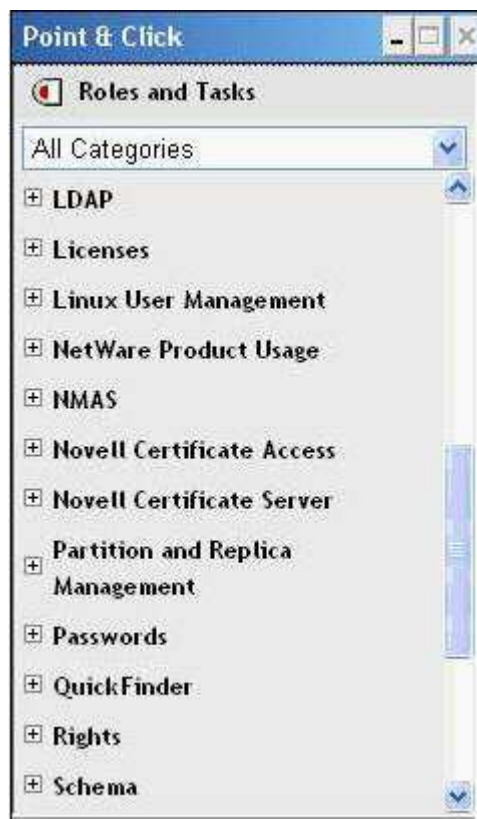 Point & Click
Roles and Tasks
All Categories
LDAP
Licenses
Linux User Management
NetWare Product Usage
NMAS
Novell Certificate Access
Novell Certificate Server
Partition and Replica
Management
Passwords
QuickFinder
Rights
Schema